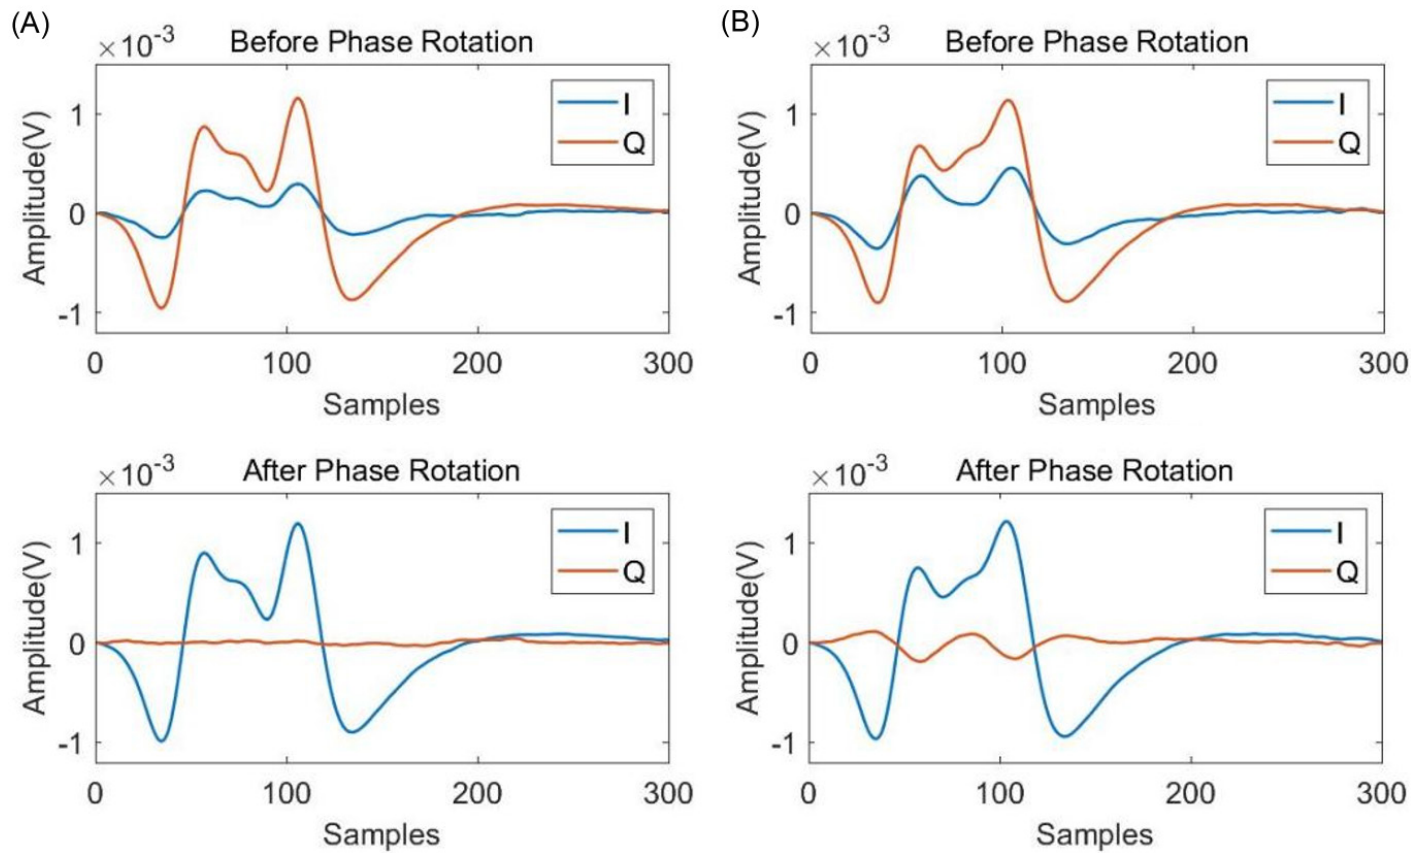 (A)
×10-3 Before Phase Rotation
I
Q
Amplitude(V)
1
0
-1
0 100 200 300
Samples
(B)
×10-3 Before Phase Rotation
I
Q
Amplitude(V)
1
0
-1
0 100 200 300
Samples
×10-3 After Phase Rotation
I
Q
Amplitude(V)
1
0
-1
0 100 200 300
Samples
×10-3 After Phase Rotation
I
Q
Amplitude(V)
1
0
-1
0 100 200 300
Samples